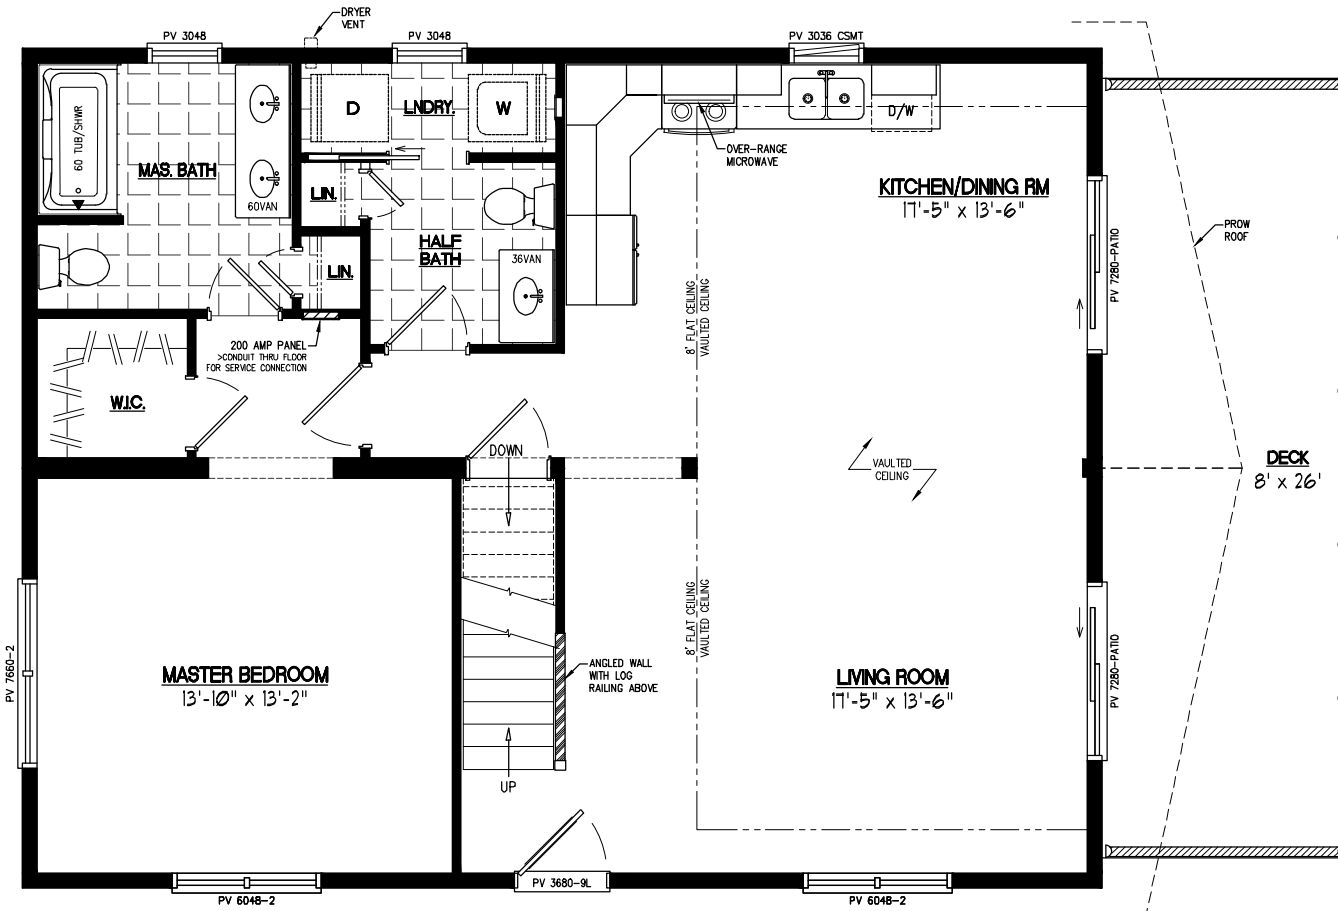 DRYER
VENT
PV 3048
PV 3048
PV 3036 CSMT
60 TUB/SHWR
MAS. BATH
60VAN
D
LNDRY.
W
LIN.
LIN.
HALF
BATH
36VAN
D/W
OVER-RANGE
MICROWAVE
KITCHEN/DINING RM
17'-5" x 13'-6"
PROW
ROOF
PV 7280-PATIO
8' FLAT CEILING
VAULTED CEILING
200 AMP PANEL
>CONDUIT THRU FLOOR
FOR SERVICE CONNECTION
W.I.C.
DOWN
VAULTED
CEILING
DECK
8' x 26'
8' FLAT CEILING
VAULTED CEILING
PV 7660-2
MASTER BEDROOM
13'-10" x 13'-2"
ANGLED WALL
WITH LOG
RAILING ABOVE
LIVING ROOM
17'-5" x 13'-6"
PV 7280-PATIO
UP
PV 3680-9L
PV 6048-2
PV 6048-2